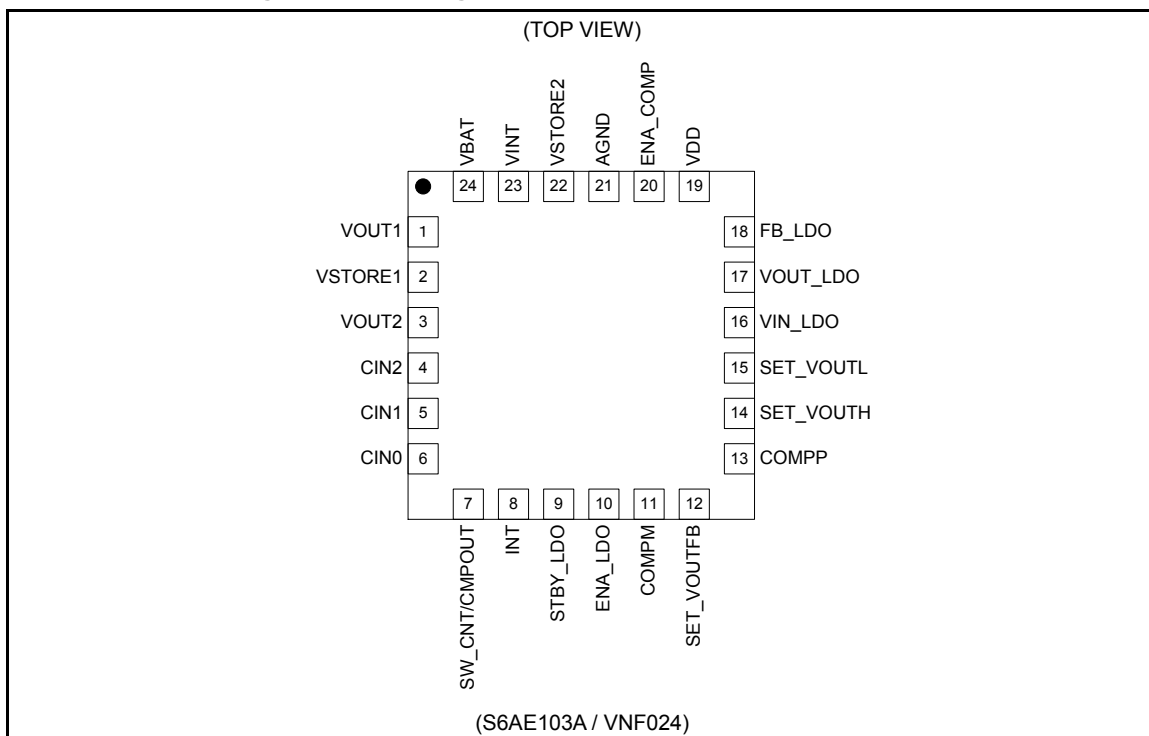 (TOP VIEW)
VBAT
VINT
VSTORE2
AGND
ENA_COMP
VDD
24
23
22
21
20
19
VOUT1 1
VSTORE1 2
VOUT2 3
CIN2 4
CIN1 5
CIN0 6
18 FB_LDO
17 VOUT_LDO
16 VIN_LDO
15 SET_VOUTL
14 SET_VOUTH
13 COMPP
7
8
9
10
11
12
SW_CNT/CMPOUT
INT
STBY_LDO
ENA_LDO
COMPM
SET_VOUTFB
(S6AE103A / VNF024)